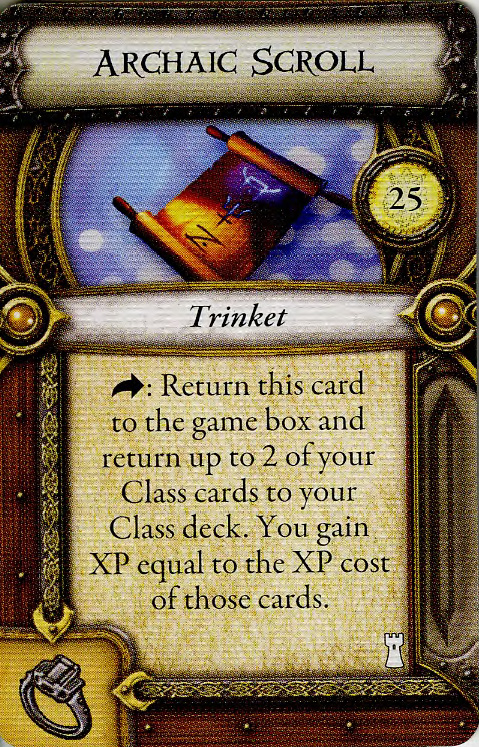 Archaic Scroll
25
Trinket
: Return this card
to the game box and
return up to 2 of your
Class cards to your
Class deck. You gain
XP equal to the XP cost
of those cards.